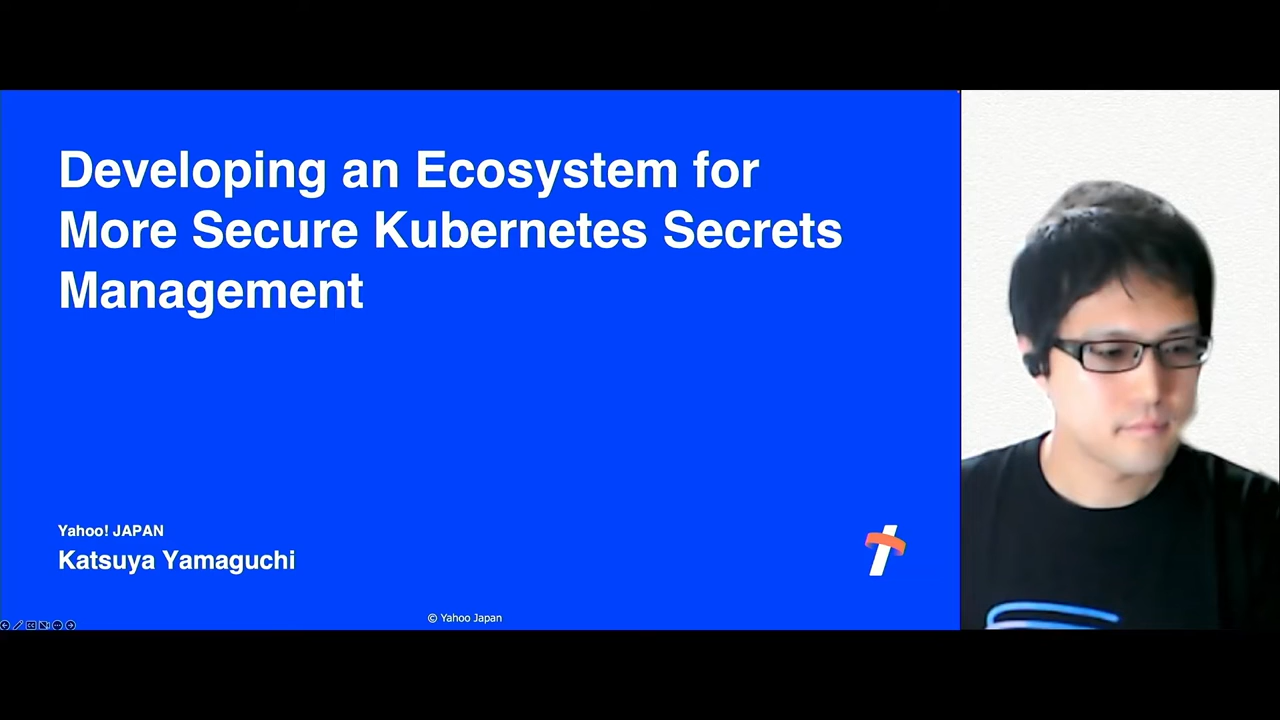 Developing an Ecosystem for
More Secure Kubernetes Secrets
Management
Yahoo! JAPAN
Katsuya Yamaguchi
© Yahoo Japan